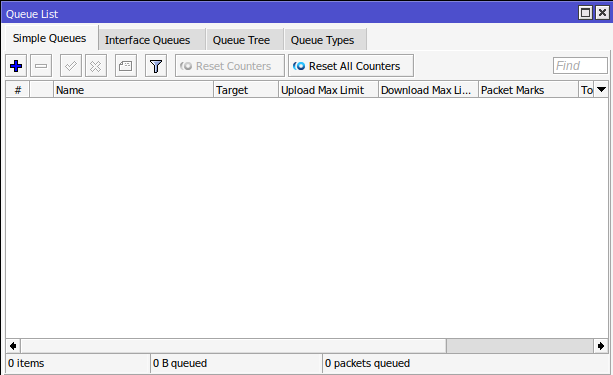 Queue List
Simple Queues Interface Queues Queue Tree Queue Types
Reset Counters Reset All Counters Find
# Name Target Upload Max Limit Download Max Li... Packet Marks To
0 items 0 B queued 0 packets queued